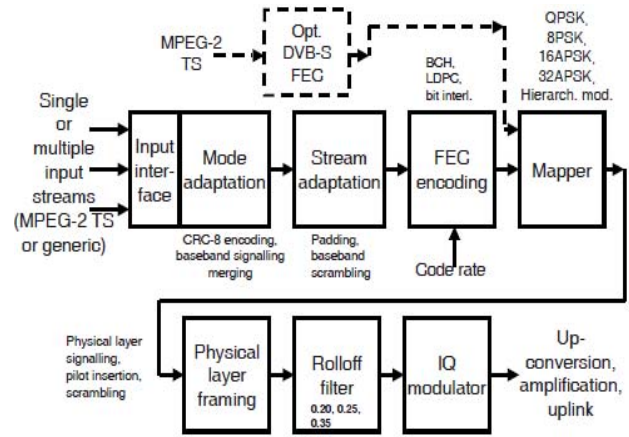 MPEG-2
TS
Opt.
DVB-S
FEC
BCH,
LDPC,
bit interl.
QPSK,
8PSK,
16APSK,
32APSK,
Hierarch. mod.
Single
or
multiple
input
streams
(MPEG-2 TS
or generic)
Input
inter-
face
Mode
adaptation
Stream
adaptation
FEC
encoding
Mapper
CRC-8 encoding,
baseband signalling
merging
Padding,
baseband
scrambling
Code rate
Physical layer
signalling,
pilot insertion,
scrambling
Physical
layer
framing
Rolloff
filter
0.20, 0.25,
0.35
IQ
modulator
Up-
conversion,
amplification,
uplink